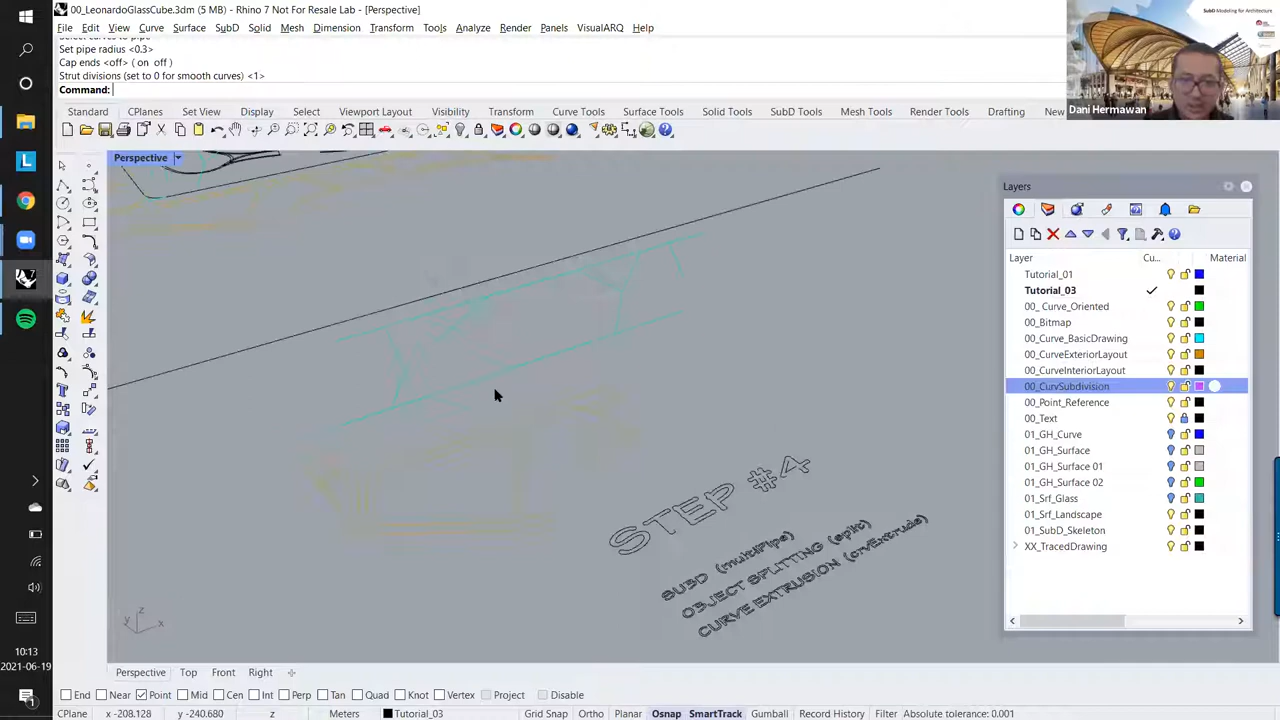 00_LeonardoGlassCube.3dm (5 MB) - Rhino 7 Not For Resale Lab - [Perspective]
File Edit View Curve Surface SubD Solid Mesh Dimension Transform Tools Analyze Render Panels VisualARQ Help
Set pipe radius <0.3>
Cap ends <off> ( on off )
Strut divisions (set to 0 for smooth curves) <1>
Command:
Standard CPlanes Set View Display Select Viewport Layout Visibility Transform Curve Tools Surface Tools Solid Tools SubD Tools Mesh Tools Render Tools Drafting New
SubD Modeling for Architecture
Dani Hermawan
Perspective
STEP #4
SUBD (multiPipe)
OBJECT SPLITTING (split)
CURVE EXTRUSION (crvExtrude)
z
y
x
Layers
Layer Cu... Material
Tutorial_01
Tutorial_03
00_ Curve_Oriented
00_Bitmap
00_Curve_BasicDrawing
00_CurveExteriorLayout
00_CurveInteriorLayout
00_CurvSubdivision
00_Point_Reference
00_Text
01_GH_Curve
01_GH_Surface
01_GH_Surface 01
01_GH_Surface 02
01_Srf_Glass
01_Srf_Landscape
01_SubD_Skeleton
XX_TracedDrawing
10:13
2021-06-19
Perspective Top Front Right
End Near Point Mid Cen Int Perp Tan Quad Knot Vertex Project Disable
CPlane x -208.128 y -240.680 z Meters Tutorial_03 Grid Snap Ortho Planar Osnap SmartTrack Gumball Record History Filter Absolute tolerance: 0.001